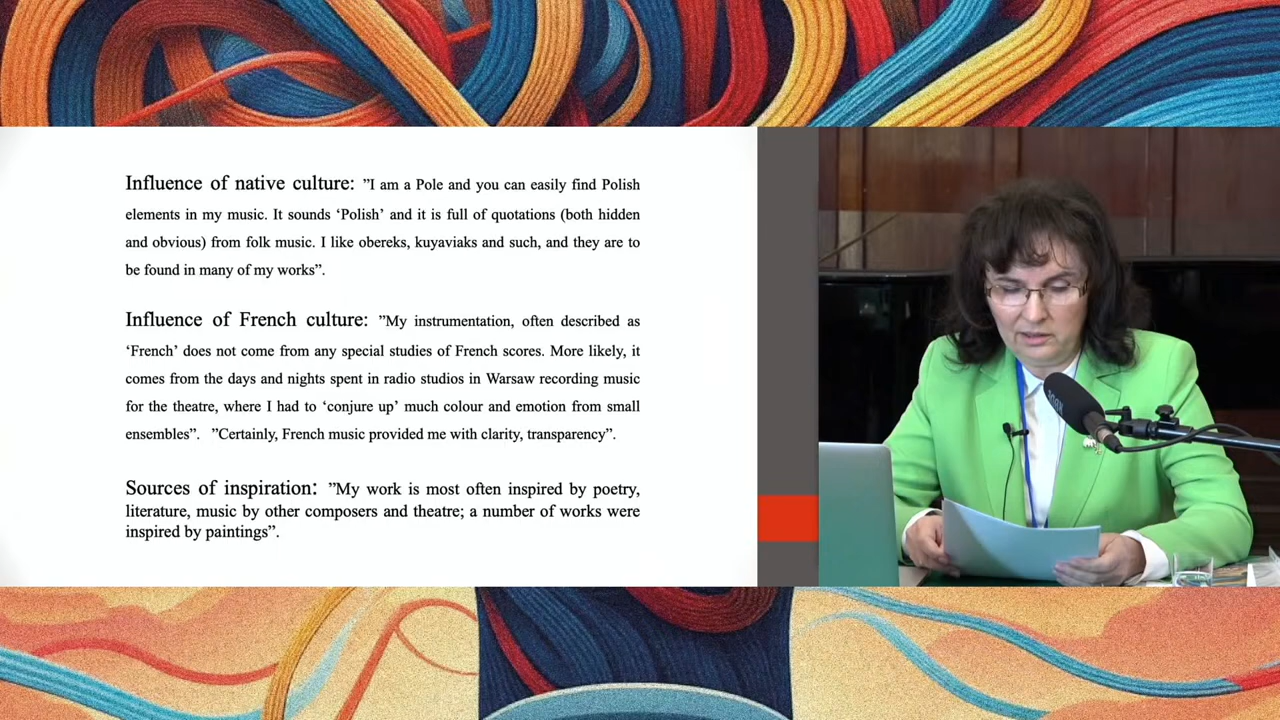 Influence of native culture: ”I am a Pole and you can easily find Polish
elements in my music. It sounds ‘Polish’ and it is full of quotations (both hidden
and obvious) from folk music. I like obereks, kuyaviaks and such, and they are to
be found in many of my works”.
Influence of French culture: ”My instrumentation, often described as
‘French’ does not come from any special studies of French scores. More likely, it
comes from the days and nights spent in radio studios in Warsaw recording music
for the theatre, where I had to ‘conjure up’ much colour and emotion from small
ensembles”. ”Certainly, French music provided me with clarity, transparency”.
Sources of inspiration: ”My work is most often inspired by poetry,
literature, music by other composers and theatre; a number of works were
inspired by paintings”.